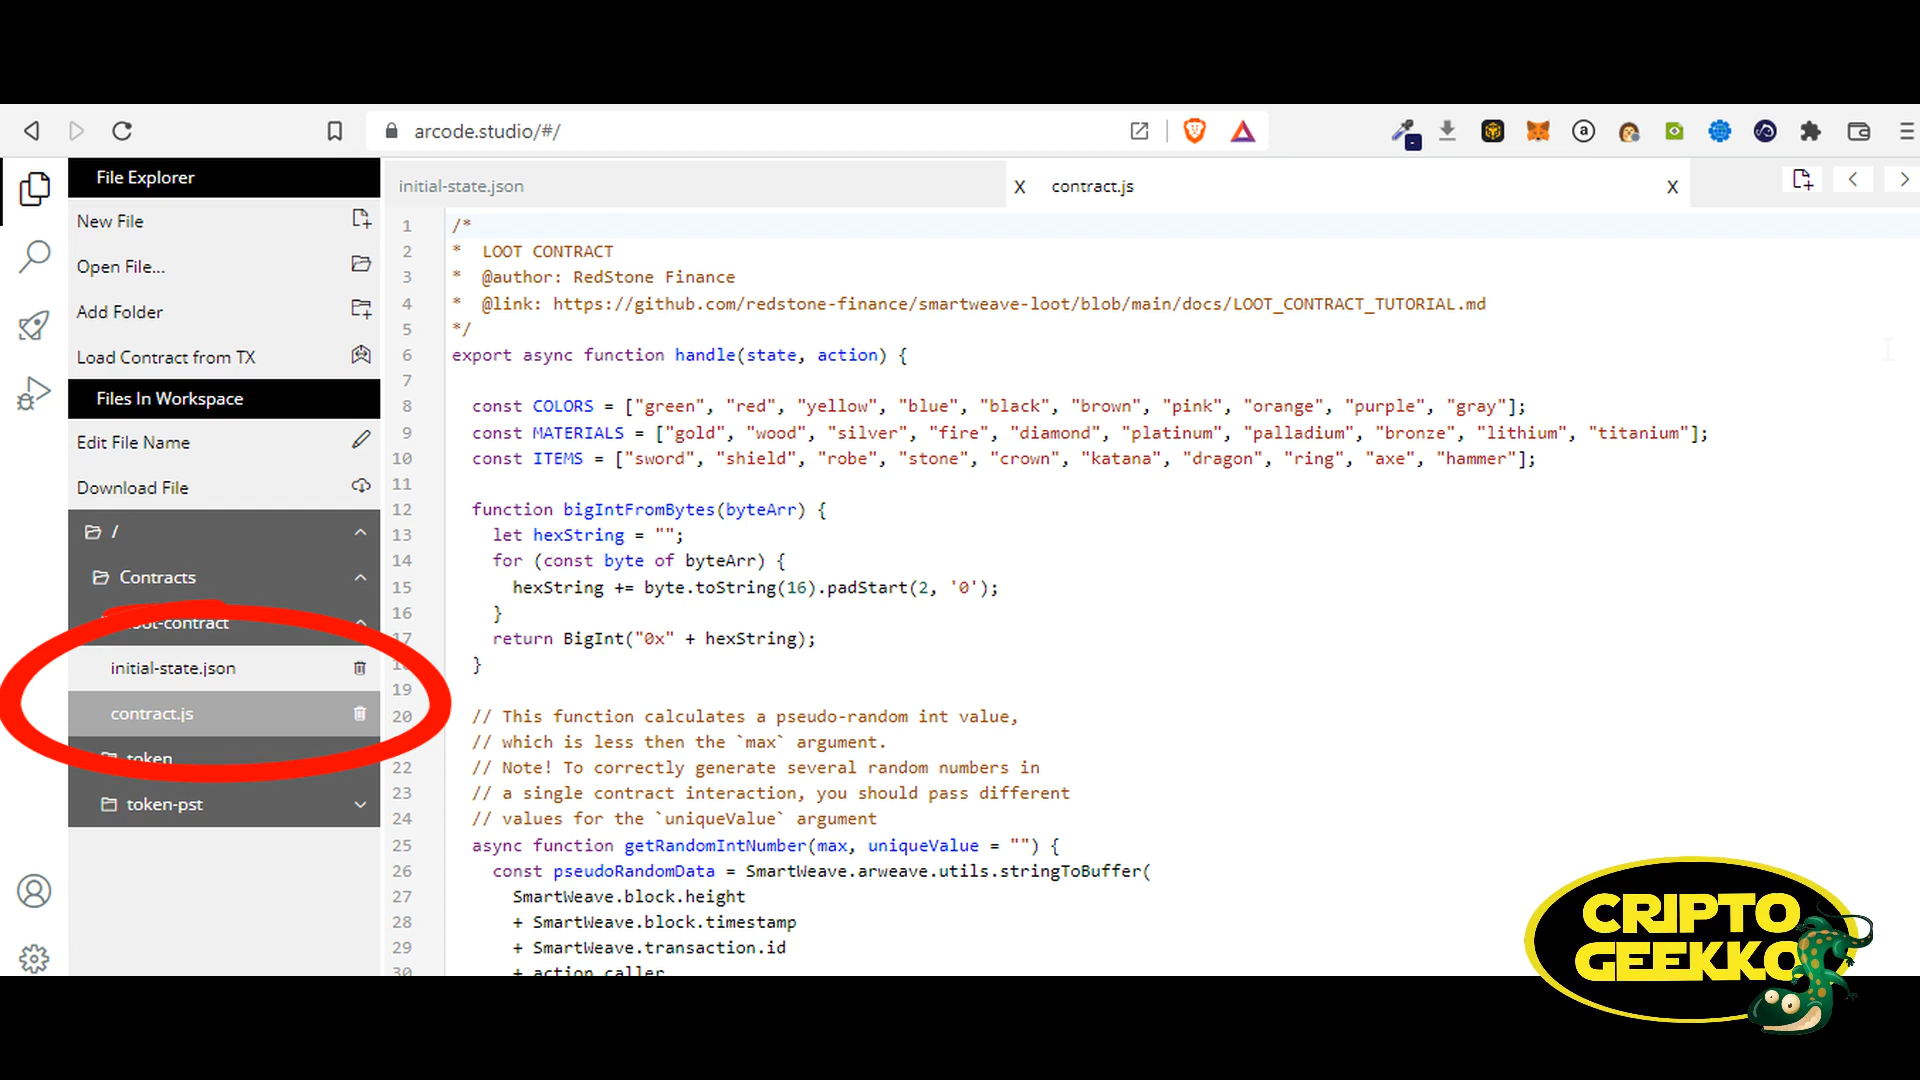 arcode.studio/#/
File Explorer
New File
Open File...
Add Folder
Load Contract from TX
Files In Workspace
Edit File Name
Download File
/
Contracts
initial-state.json
contract.js
token
token-pst
initial-state.json X contract.js X
1 /*
2 * LOOT CONTRACT
3 * @author: RedStone Finance
4 * @link: https://github.com/redstone-finance/smartweave-loot/blob/main/docs/LOOT_CONTRACT_TUTORIAL.md
5 */
6 export async function handle(state, action) {
7
8 const COLORS = ["green", "red", "yellow", "blue", "black", "brown", "pink", "orange", "purple", "gray"];
9 const MATERIALS = ["gold", "wood", "silver", "fire", "diamond", "platinum", "palladium", "bronze", "lithium", "titanium"];
10 const ITEMS = ["sword", "shield", "robe", "stone", "crown", "katana", "dragon", "ring", "axe", "hammer"];
11
12 function bigIntFromBytes(byteArr) {
13 let hexString = "";
14 for (const byte of byteArr) {
15 hexString += byte.toString(16).padStart(2, '0');
16 }
17 return BigInt("0x" + hexString);
}
19
20 // This function calculates a pseudo-random int value,
// which is less then the `max` argument.
22 // Note! To correctly generate several random numbers in
23 // a single contract interaction, you should pass different
24 // values for the `uniqueValue` argument
25 async function getRandomIntNumber(max, uniqueValue = "") {
26 const pseudoRandomData = SmartWeave.arweave.utils.stringToBuffer(
27 SmartWeave.block.height
28 + SmartWeave.block.timestamp
29 + SmartWeave.transaction.id
30 + action.caller
CRIPTO
GEEKKO